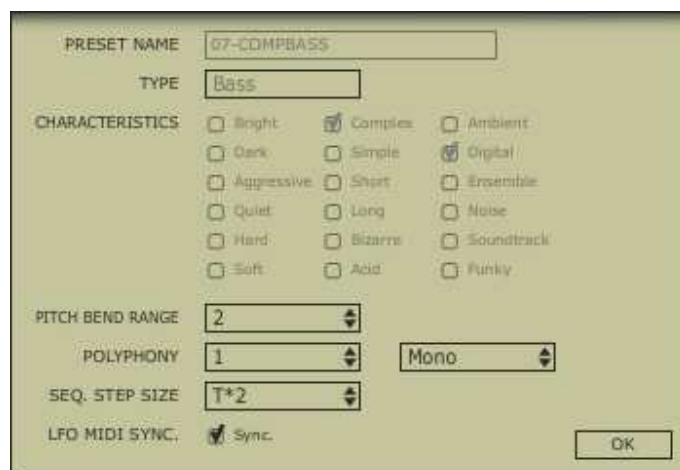 PRESET NAME 07-COMPBASS
TYPE Bass
CHARACTERISTICS Bright Complex Ambient
Dark Simple Digital
Aggressive Short Ensemble
Quiet Long Noise
Hard Bizarre Soundtrack
Soft Acid Funky
PITCH BEND RANGE 2
POLYPHONY 1 Mono
SEQ. STEP SIZE T*2
LFO MIDI SYNC. Sync.
OK